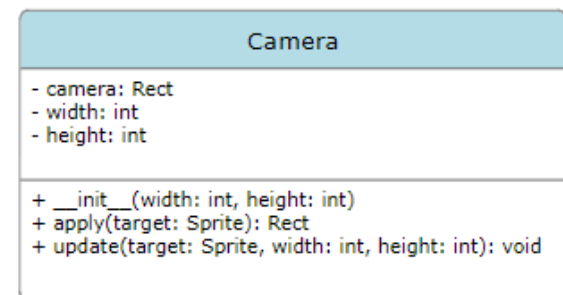 Camera
- camera: Rect
- width: int
- height: int
+ __init__(width: int, height: int)
+ apply(target: Sprite): Rect
+ update(target: Sprite, width: int, height: int): void